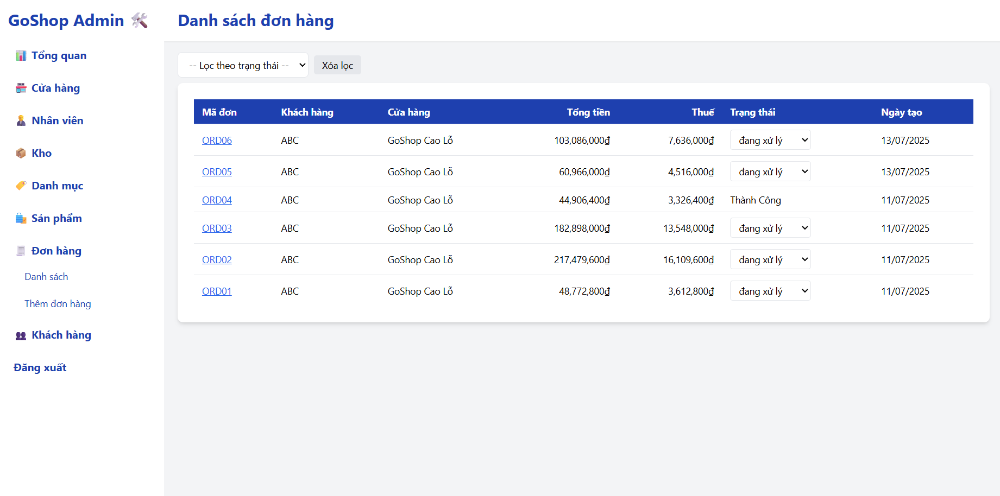 GoShop Admin
Danh sách đơn hàng
Tổng quan
Cửa hàng
Nhân viên
Kho
Danh mục
Sản phẩm
Đơn hàng
Danh sách
Thêm đơn hàng
Khách hàng
Đăng xuất
-- Lọc theo trạng thái -- Xóa lọc
Mã đơn Khách hàng Cửa hàng Tổng tiền Thuế Trạng thái Ngày tạo
ORD06 ABC GoShop Cao Lỗ 103,086,000₫ 7,636,000₫ đang xử lý 13/07/2025
ORD05 ABC GoShop Cao Lỗ 60,966,000₫ 4,516,000₫ đang xử lý 13/07/2025
ORD04 ABC GoShop Cao Lỗ 44,906,400₫ 3,326,400₫ Thành Công 11/07/2025
ORD03 ABC GoShop Cao Lỗ 182,898,000₫ 13,548,000₫ đang xử lý 11/07/2025
ORD02 ABC GoShop Cao Lỗ 217,479,600₫ 16,109,600₫ đang xử lý 11/07/2025
ORD01 ABC GoShop Cao Lỗ 48,772,800₫ 3,612,800₫ đang xử lý 11/07/2025